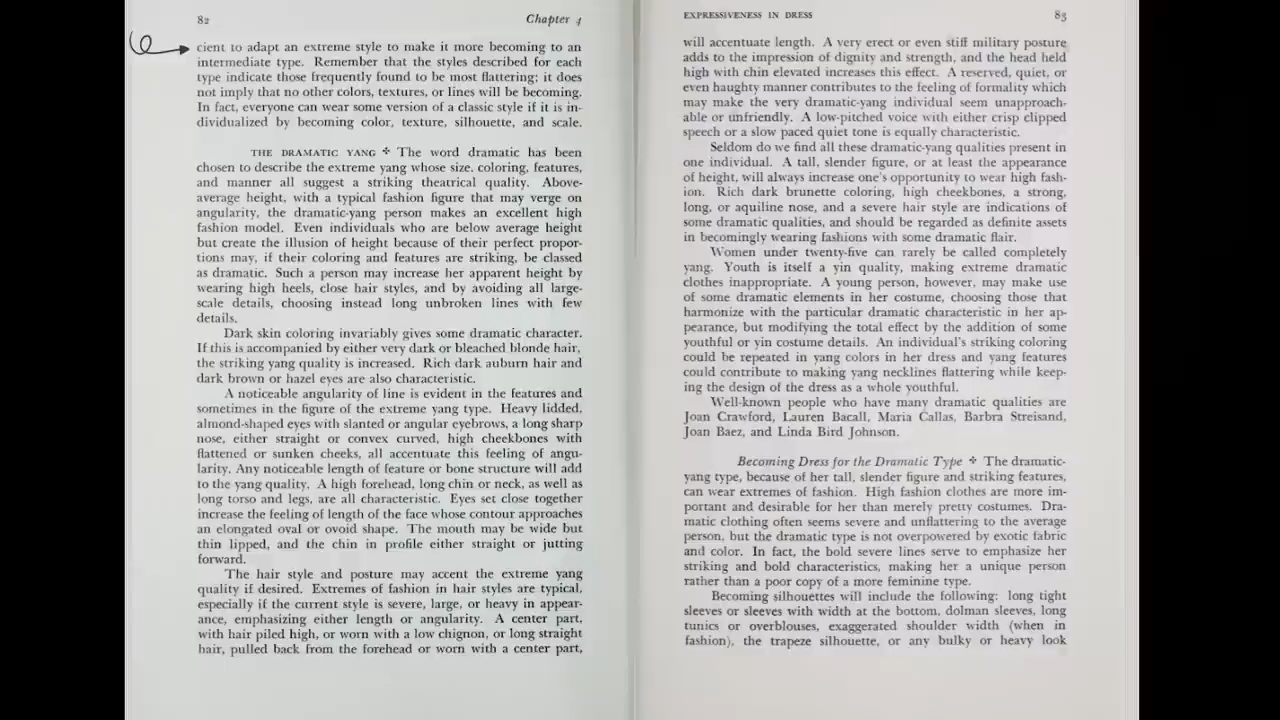 82
Chapter 4
cient to adapt an extreme style to make it more becoming to an
intermediate type. Remember that the styles described for each
type indicate those frequently found to be most flattering; it does
not imply that no other colors, textures, or lines will be becoming.
In fact, everyone can wear some version of a classic style if it is in-
dividualized by becoming color, texture, silhouette, and scale.
THE DRAMATIC YANG ✢ The word dramatic has been
chosen to describe the extreme yang whose size, coloring, features,
and manner all suggest a striking theatrical quality. Above-
average height, with a typical fashion figure that may verge on
angularity, the dramatic-yang person makes an excellent high
fashion model. Even individuals who are below average height
but create the illusion of height because of their perfect propor-
tions may, if their coloring and features are striking, be classed
as dramatic. Such a person may increase her apparent height by
wearing high heels, close hair styles, and by avoiding all large-
scale details, choosing instead long unbroken lines with few
details.
Dark skin coloring invariably gives some dramatic character.
If this is accompanied by either very dark or bleached blonde hair,
the striking yang quality is increased. Rich dark auburn hair and
dark brown or hazel eyes are also characteristic.
A noticeable angularity of line is evident in the features and
sometimes in the figure of the extreme yang type. Heavy lidded,
almond-shaped eyes with slanted or angular eyebrows, a long sharp
nose, either straight or convex curved, high cheekbones with
flattened or sunken cheeks, all accentuate this feeling of angu-
larity. Any noticeable length of feature or bone structure will add
to the yang quality. A high forehead, long chin or neck, as well as
long torso and legs, are all characteristic. Eyes set close together
increase the feeling of length of the face whose contour approaches
an elongated oval or ovoid shape. The mouth may be wide but
thin lipped, and the chin in profile either straight or jutting
forward.
The hair style and posture may accent the extreme yang
quality if desired. Extremes of fashion in hair styles are typical,
especially if the current style is severe, large, or heavy in appear-
ance, emphasizing either length or angularity. A center part,
with hair piled high, or worn with a low chignon, or long straight
hair, pulled back from the forehead or worn with a center part,
EXPRESSIVENESS IN DRESS
83
will accentuate length. A very erect or even stiff military posture
adds to the impression of dignity and strength, and the head held
high with chin elevated increases this effect. A reserved, quiet, or
even haughty manner contributes to the feeling of formality which
may make the very dramatic-yang individual seem unapproach-
able or unfriendly. A low-pitched voice with either crisp clipped
speech or a slow paced quiet tone is equally characteristic.
Seldom do we find all these dramatic-yang qualities present in
one individual. A tall, slender figure, or at least the appearance
of height, will always increase one's opportunity to wear high fash-
ion. Rich dark brunette coloring, high cheekbones, a strong,
long, or aquiline nose, and a severe hair style are indications of
some dramatic qualities, and should be regarded as definite assets
in becomingly wearing fashions with some dramatic flair.
Women under twenty-five can rarely be called completely
yang. Youth is itself a yin quality, making extreme dramatic
clothes inappropriate. A young person, however, may make use
of some dramatic elements in her costume, choosing those that
harmonize with the particular dramatic characteristic in her ap-
pearance, but modifying the total effect by the addition of some
youthful or yin costume details. An individual's striking coloring
could be repeated in yang colors in her dress and yang features
could contribute to making yang necklines flattering while keep-
ing the design of the dress as a whole youthful.
Well-known people who have many dramatic qualities are
Joan Crawford, Lauren Bacall, Maria Callas, Barbra Streisand,
Joan Baez, and Linda Bird Johnson.
Becoming Dress for the Dramatic Type ✢ The dramatic-
yang type, because of her tall, slender figure and striking features,
can wear extremes of fashion. High fashion clothes are more im-
portant and desirable for her than merely pretty costumes. Dra-
matic clothing often seems severe and unflattering to the average
person, but the dramatic type is not overpowered by exotic fabric
and color. In fact, the bold severe lines serve to emphasize her
striking and bold characteristics, making her a unique person
rather than a poor copy of a more feminine type.
Becoming silhouettes will include the following: long tight
sleeves or sleeves with width at the bottom, dolman sleeves, long
tunics or overblouses, exaggerated shoulder width (when in
fashion), the trapeze silhouette, or any bulky or heavy look